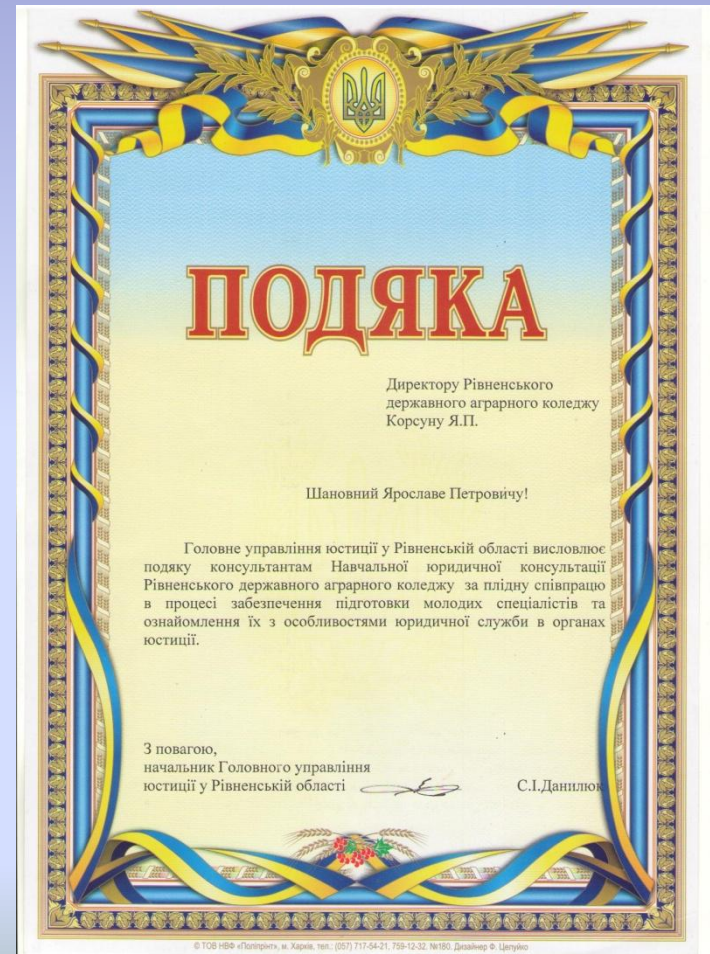 ПОДЯКА
Директору Рівненського
державного аграрного коледжу
Корсуну Я.П.
Шановний Ярославе Петровичу!
Головне управління юстиції у Рівненській області висловлює
подяку консультантам Навчальної юридичної консультації
Рівненського державного аграрного коледжу за плідну співпрацю
в процесі забезпечення підготовки молодих спеціалістів та
ознайомлення їх з особливостями юридичної служби в органах
юстиції.
З повагою,
начальник Головного управління
юстиції у Рівненській області С.І.Данилюк
© ТОВ НВФ «Поліпрінт», м. Харків, тел.: (057) 717-54-21, 759-12-32. №180. Дизайнер Ф. Целуйко